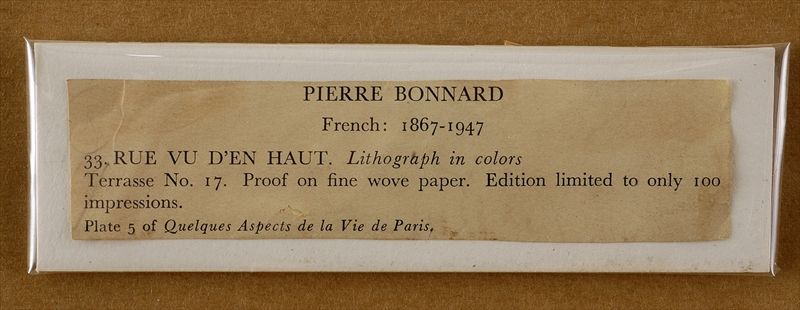 PIERRE BONNARD
French: 1867-1947
33. RUE VU D'EN HAUT. Lithograph in colors
Terrasse No. 17. Proof on fine wove paper. Edition limited to only 100
impressions.
Plate 5 of Quelques Aspects de la Vie de Paris.